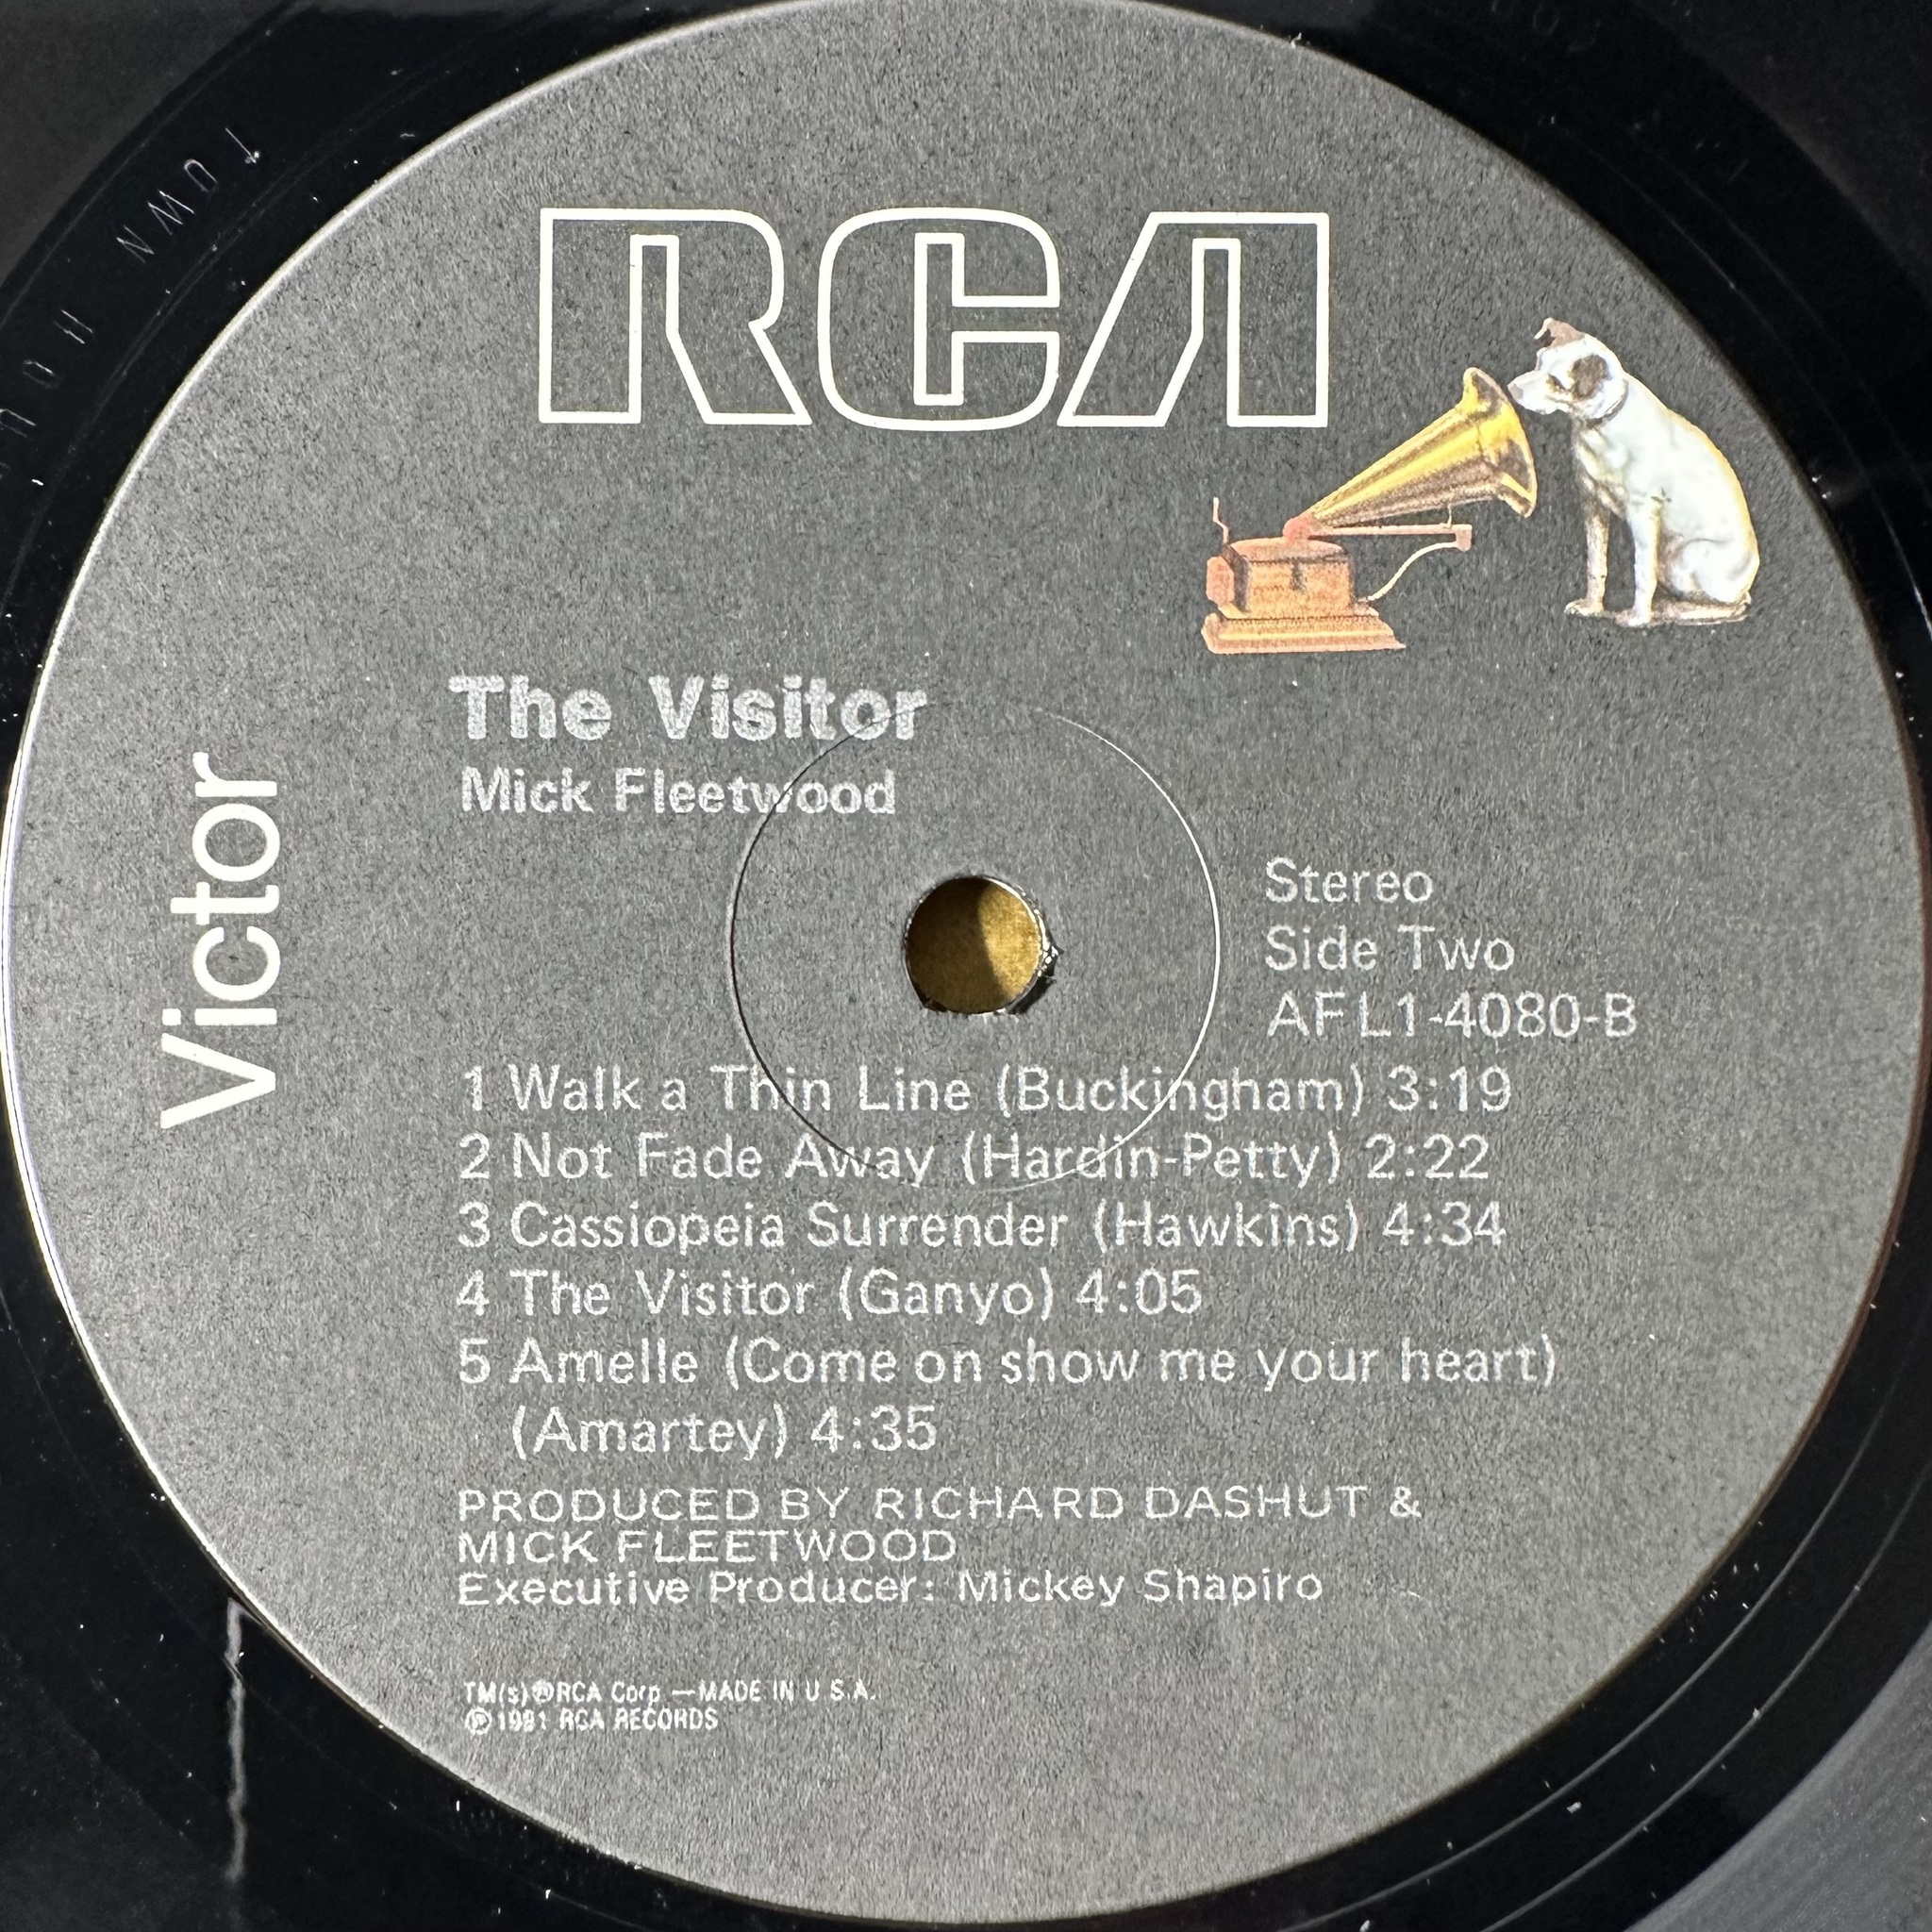 RCA
Victor
The Visitor
Mick Fleetwood
Stereo
Side Two
AFL1-4080-B
1 Walk a Thin Line (Buckingham) 3:19
2 Not Fade Away (Hardin-Petty) 2:22
3 Cassiopeia Surrender (Hawkins) 4:34
4 The Visitor (Ganyo) 4:05
5 Amelle (Come on show me your heart)
(Amartey) 4:35
PRODUCED BY RICHARD DASHUT &
MICK FLEETWOOD
Executive Producer: Mickey Shapiro
TM(s)®RCA Corp.—MADE IN U.S.A.
℗1981 RCA RECORDS